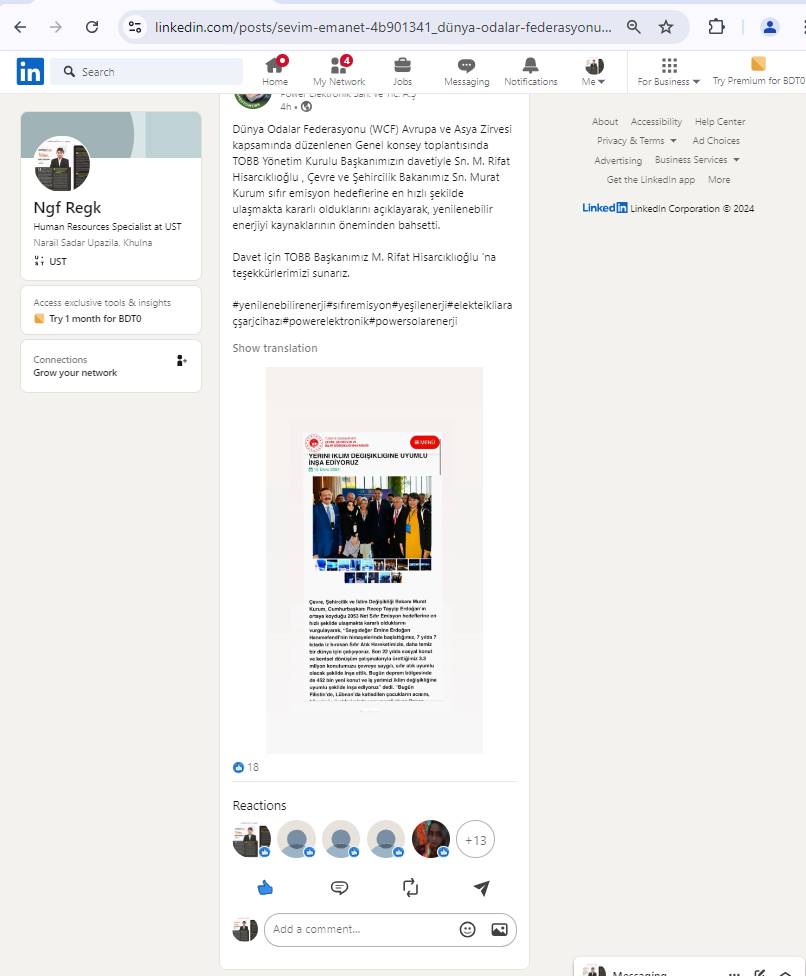 linkedin.com/posts/sevim-emanet-4b901341_dünya-odalar-federasyonu...
in
Search
Home
4
My Network
Jobs
Messaging
Notifications
Me
For Business
Try Premium for BDT0
4h •
Ngf Regk
Human Resources Specialist at UST
Narail Sadar Upazila, Khulna
UST
Access exclusive tools & insights
Try 1 month for BDT0
Connections
Grow your network
Dünya Odalar Federasyonu (WCF) Avrupa ve Asya Zirvesi
kapsamında düzenlenen Genel konsey toplantısında
TOBB Yönetim Kurulu Başkanımızın davetiyle Sn. M. Rifat
Hisarcıklıoğlu , Çevre ve Şehircilik Bakanımız Sn. Murat
Kurum sıfır emisyon hedeflerine en hızlı şekilde
ulaşmakta kararlı olduklarını açıklayarak, yenilenebilir
enerjiyi kaynaklarının öneminden bahsetti.
Davet için TOBB Başkanımız M. Rifat Hisarcıklıoğlu 'na
teşekkürlerimizi sunarız.
#yenilenebilirenerji#sıfıremisyon#yeşilenerji#elekteikliara
çşarjcihazı#powerelektronik#powersolarenerji
Show translation
MENÜ
YERİNİ İKLİM DEĞİŞİKLİĞİNE UYUMLU
İNŞA EDİYORUZ
Çevre, Şehircilik ve İklim Değişikliği Bakanı Murat
Kurum, Cumhurbaşkanı Recep Tayyip Erdoğan'ın
ortaya koyduğu 2053 Net Sıfır Emisyon hedeflerine en
hızlı şekilde ulaşmakta kararlı olduklarını
vurgulayarak, "Saygıdeğer Emine Erdoğan
Hanımefendi'nin himayelerinde başlattığımız, 7 yılda 7
kıtada iz bırakan Sıfır Atık Hareketimizle, daha temiz
bir dünya için çalışıyoruz. Son 22 yılda sosyal konut
ve kentsel dönüşüm çalışmalarıyla ürettiğimiz 3,3
milyon konutumuzu çevreye saygılı, sıfır atık uyumlu
olacak şekilde inşa ettik. Bugün deprem bölgesinde
de 452 bin yeni konut ve iş yerimizi iklim değişikliğine
uyumlu şekilde inşa ediyoruz" dedi. "Bugün
Filistin'de, Lübnan'da katledilen çocukların acısını,
18
Reactions
+13
Add a comment...
About Accessibility Help Center
Privacy & Terms Ad Choices
Advertising Business Services
Get the LinkedIn app More
Linkedin LinkedIn Corporation © 2024
Messaging